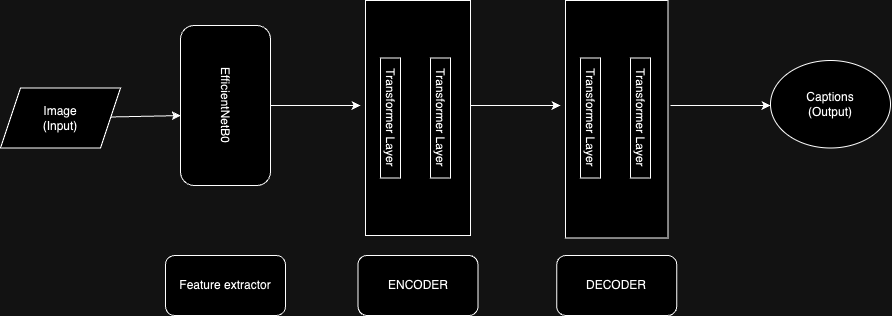 Image
(Input)
EfficientNetB0
Transformer Layer
Transformer Layer
Transformer Layer
Transformer Layer
Captions
(Output)
Feature extractor
ENCODER
DECODER